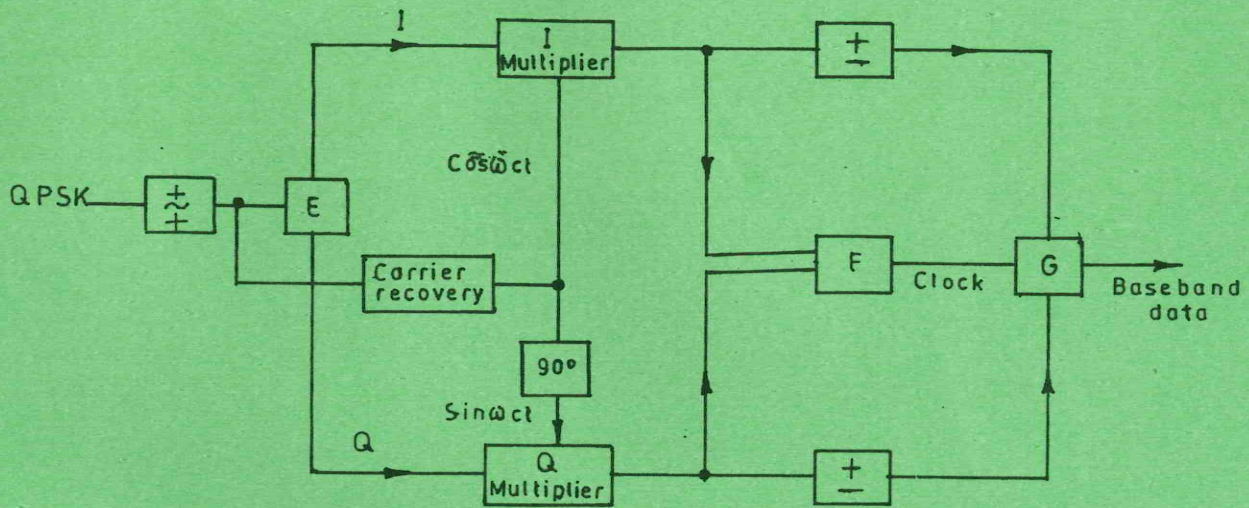 I
I
Multiplier
±
Cosωct
QPSK
E
Carrier
recovery
F
Clock
G
Baseband
data
90°
Sinωct
Q
Q
Multiplier
±